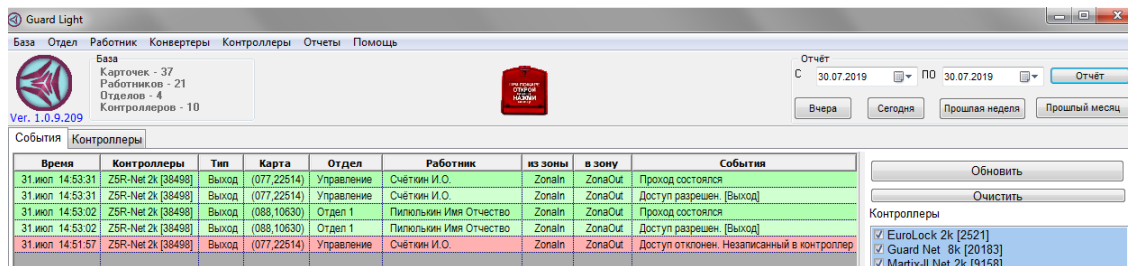 Guard Light
База Отдел Работник Конвертеры Контроллеры Отчеты Помощь
База
Карточек - 37
Работников - 21
Отделов - 4
Контроллеров - 10
Ver. 1.0.9.209
ОТКРОЙ
НАЖМИ
Отчёт
С 30.07.2019 ПО 30.07.2019 Отчёт
Вчера Сегодня Прошлая неделя Прошлый месяц
События Контроллеры
Время Контроллеры Тип Карта Отдел Работник из зоны в зону События
31.июл 14:53:31 Z5R-Net 2k [38498] Выход (077,22514) Управление Счёткин И.О. ZonaIn ZonaOut Проход состоялся
31.июл 14:53:31 Z5R-Net 2k [38498] Выход (077,22514) Управление Счёткин И.О. ZonaIn ZonaOut Доступ разрешен. [Выход]
31.июл 14:53:02 Z5R-Net 2k [38498] Выход (088,10630) Отдел 1 Пилюлькин Имя Отчество ZonaIn ZonaOut Проход состоялся
31.июл 14:53:02 Z5R-Net 2k [38498] Выход (088,10630) Отдел 1 Пилюлькин Имя Отчество ZonaIn ZonaOut Доступ разрешен. [Выход]
31.июл 14:51:57 Z5R-Net 2k [38498] Выход (077,22514) Управление Счёткин И.О. ZonaIn ZonaOut Доступ отклонен. Незаписанный в контроллер
Обновить
Очистить
Контроллеры
EuroLock 2k [2521]
Guard Net 8k [20183]
Martix-II Net 2k [9158]